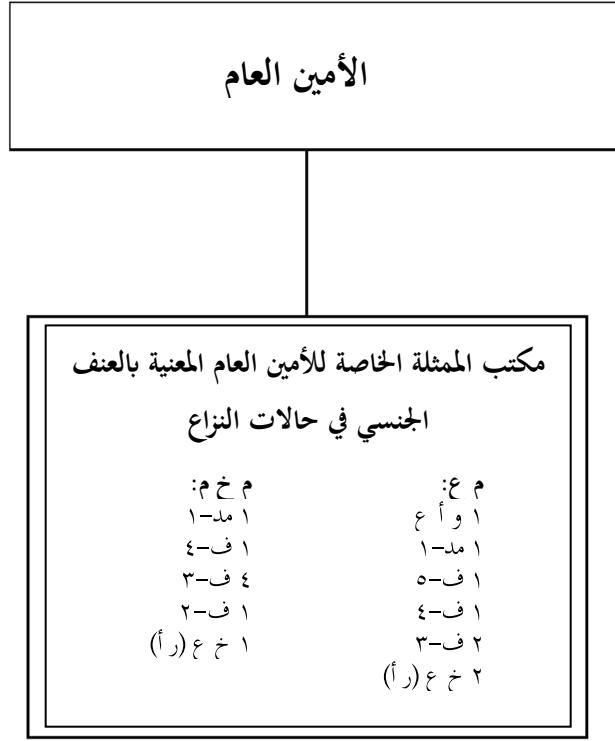 الأمين العام
مكتب الممثلة الخاصة للأمين العام المعنية بالعنف
الجنسي في حالات النزاع
م ع:
١ و أ ع
١ مد-١
١ ف-٥
١ ف-٤
٢ ف-٣
٢ خ ع (ر أ)
م خ م:
١ مد-١
١ ف-٤
٤ ف-٣
١ ف-٢
١ خ ع (ر أ)